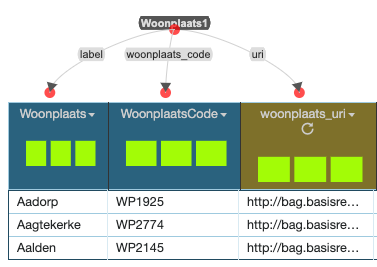 Woonplaats1
label woonplaats_code uri
Woonplaats WoonplaatsCode woonplaats_uri
Aadorp WP1925 http://bag.basisre…
Aagtekerke WP2774 http://bag.basisre…
Aalden WP2145 http://bag.basisre…